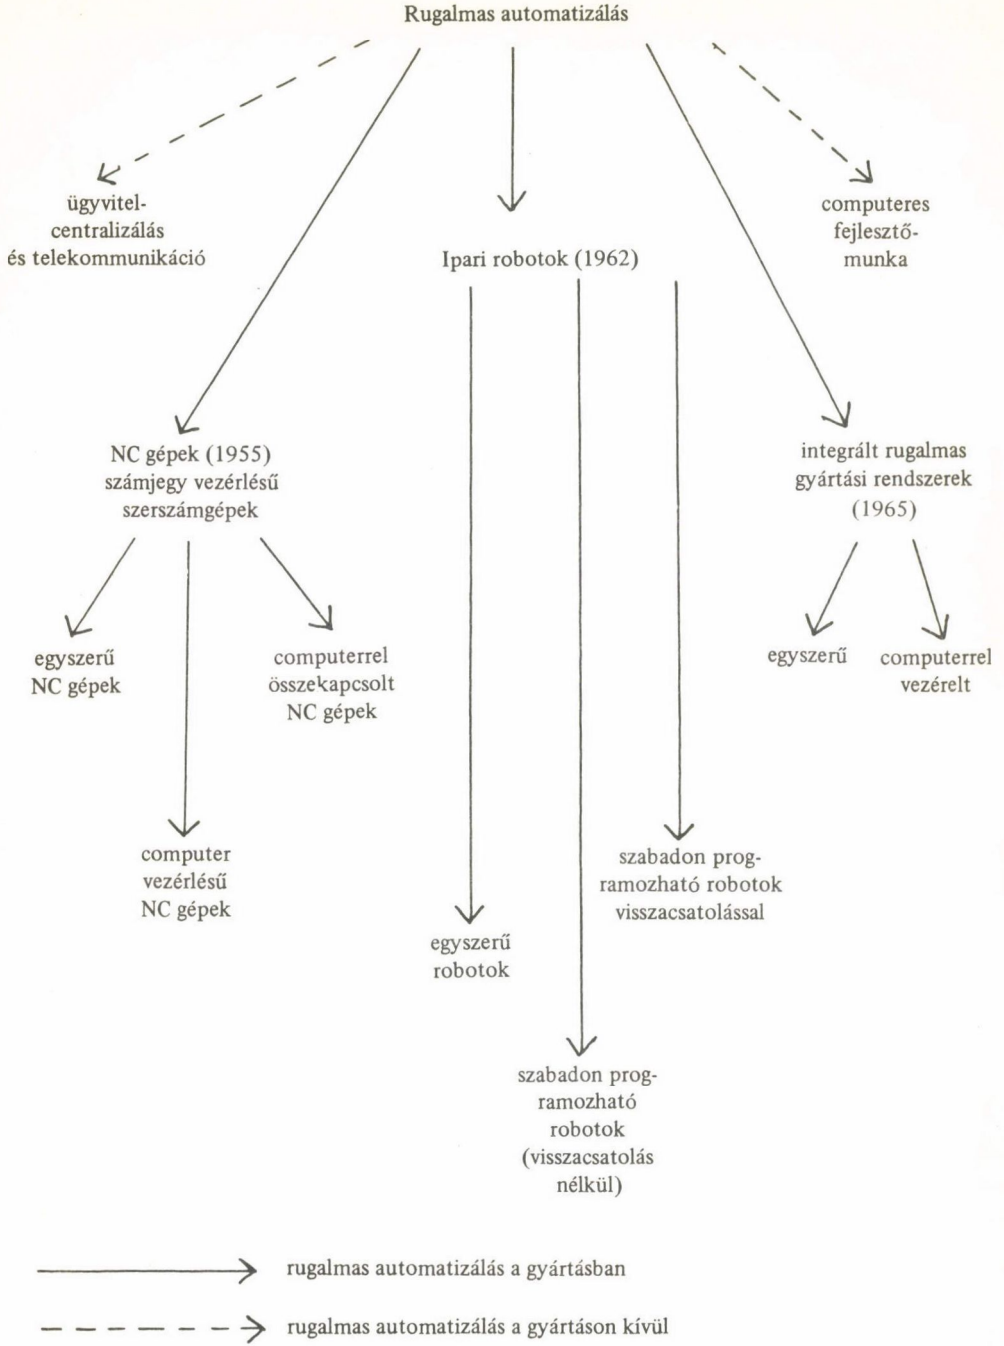 Rugalmas automatizálás
ügyvitel-
centralizálás
és telekommunikáció
computeres
fejlesztő-
munka
Ipari robotok (1962)
NC gépek (1955)
számjegy vezérlésű
szerszámgépek
integrált rugalmas
gyártási rendszerek
(1965)
egyszerű
NC gépek
computerrel
összekapcsolt
NC gépek
egyszerű
computerrel
vezérelt
computer
vezérlésű
NC gépek
szabadon prog-
ramozható robotok
visszacsatolással
egyszerű
robotok
szabadon prog-
ramozható
robotok
(visszacsatolás
nélkül)
rugalmas automatizálás a gyártásban
rugalmas automatizálás a gyártáson kívül